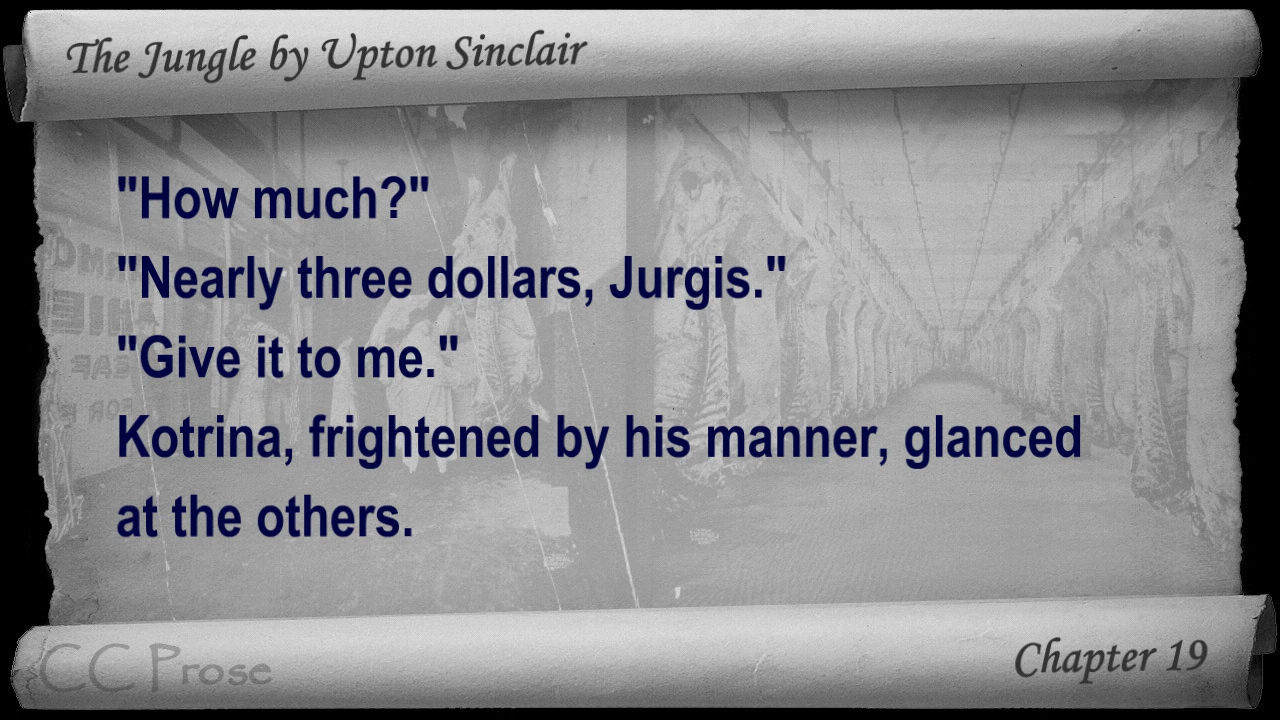 The Jungle by Upton Sinclair
"How much?"
"Nearly three dollars, Jurgis."
"Give it to me."
Kotrina, frightened by his manner, glanced
at the others.
CC Prose
Chapter 19